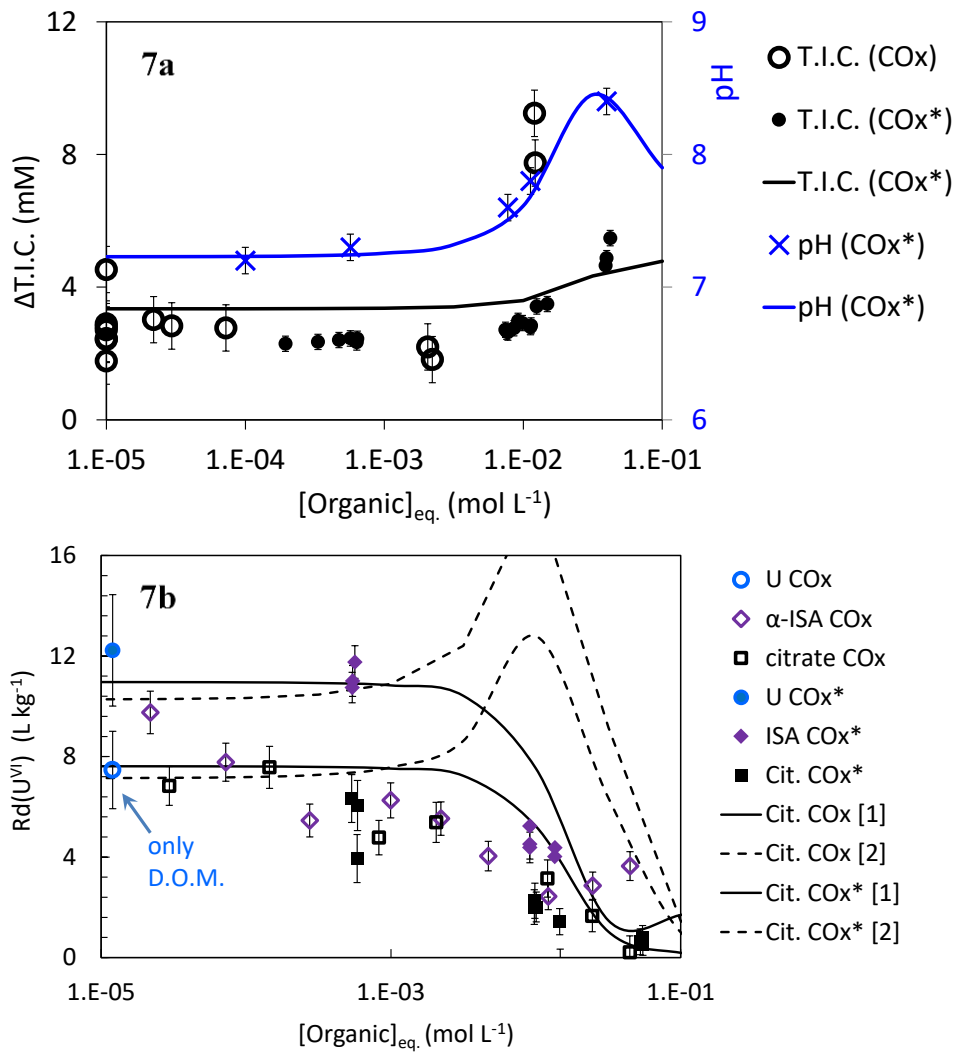 12
8
4
0
ΔT.I.C. (mM)
7a
9
8
7
6
pH
1.E-05
1.E-04
1.E-03
1.E-02
1.E-01
[Organic]eq. (mol L-1)
T.I.C. (COx)
T.I.C. (COx*)
T.I.C. (COx*)
pH (COx*)
pH (COx*)
16
12
8
4
0
Rd(UVI) (L kg-1)
7b
only
D.O.M.
1.E-05
1.E-03
1.E-01
[Organic]eq. (mol L-1)
U COx
α-ISA COx
citrate COx
U COx*
ISA COx*
Cit. COx*
Cit. COx [1]
Cit. COx [2]
Cit. COx* [1]
Cit. COx* [2]